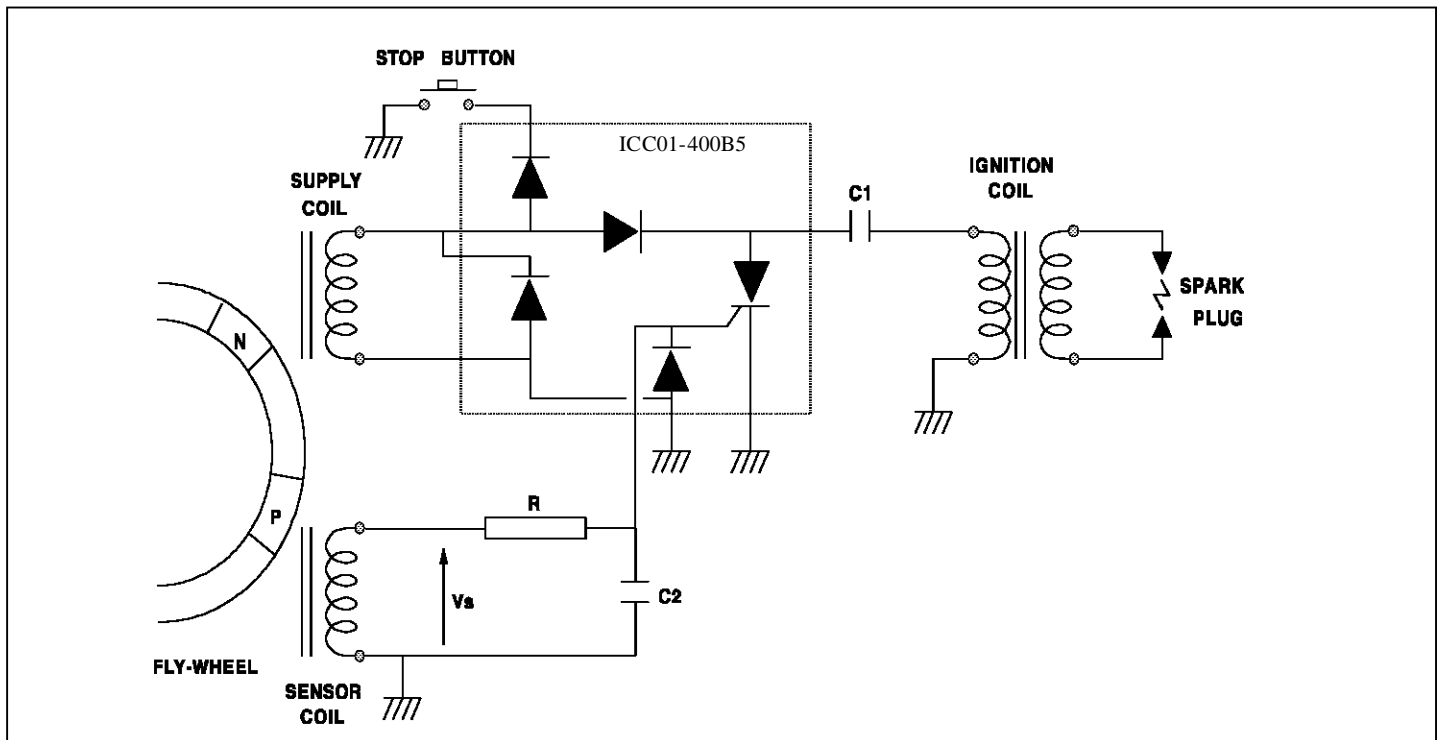 STOP BUTTON
ICC01-400B5
SUPPLY
COIL
C1
IGNITION
COIL
SPARK
PLUG
N
P
R
Vs
C2
FLY-WHEEL
SENSOR
COIL